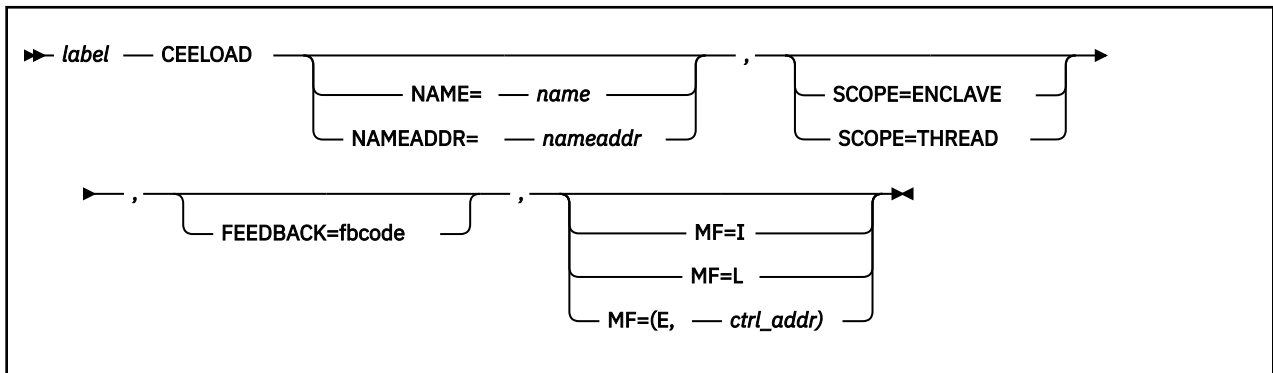 label CEELOAD , 
NAME= name SCOPE=ENCLAVE
NAMEADDR= nameaddr SCOPE=THREAD
, ,
FEEDBACK=fbcode MF=I
MF=L
MF=(E, ctrl_addr)